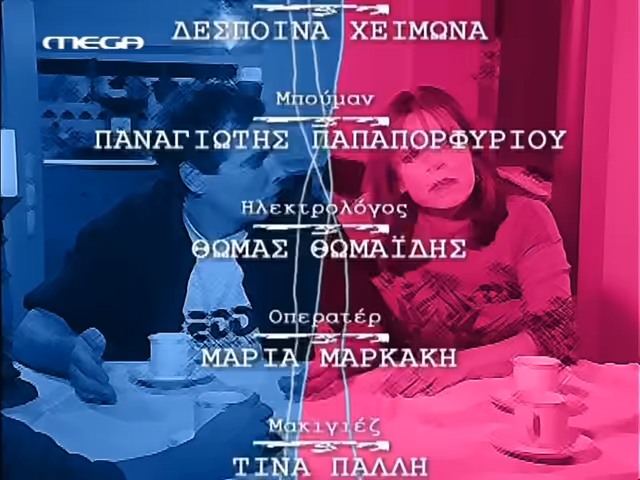 ΔΕΣΠΟΙΝΑ ΧΕΙΜΩΝΑ
MEGA
Μπούμαν
ΠΑΝΑΓΙΩΤΗΣ ΠΑΠΑΠΟΡΦΥΡΙΟΥ
Ηλεκτρολόγος
ΘΩΜΑΣ ΘΩΜΑΪΔΗΣ
Οπερατέρ
ΜΑΡΙΑ ΜΑΡΚΑΚΗ
Μακιγιέζ
ΤΙΝΑ ΠΑΛΛΗ